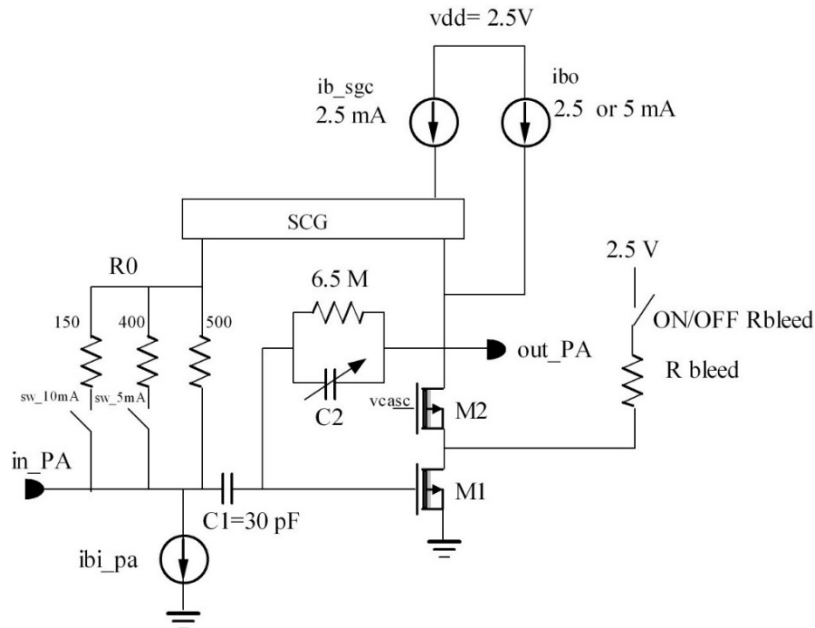 vdd= 2.5V
ib_sgc
2.5 mA
ibo
2.5 or 5 mA
SCG
R0
150
400
500
6.5 M
2.5 V
ON/OFF Rbleed
R bleed
out_PA
C2
vcasc
M2
sw_10mA
sw_5mA
in_PA
C1=30 pF
M1
ibi_pa